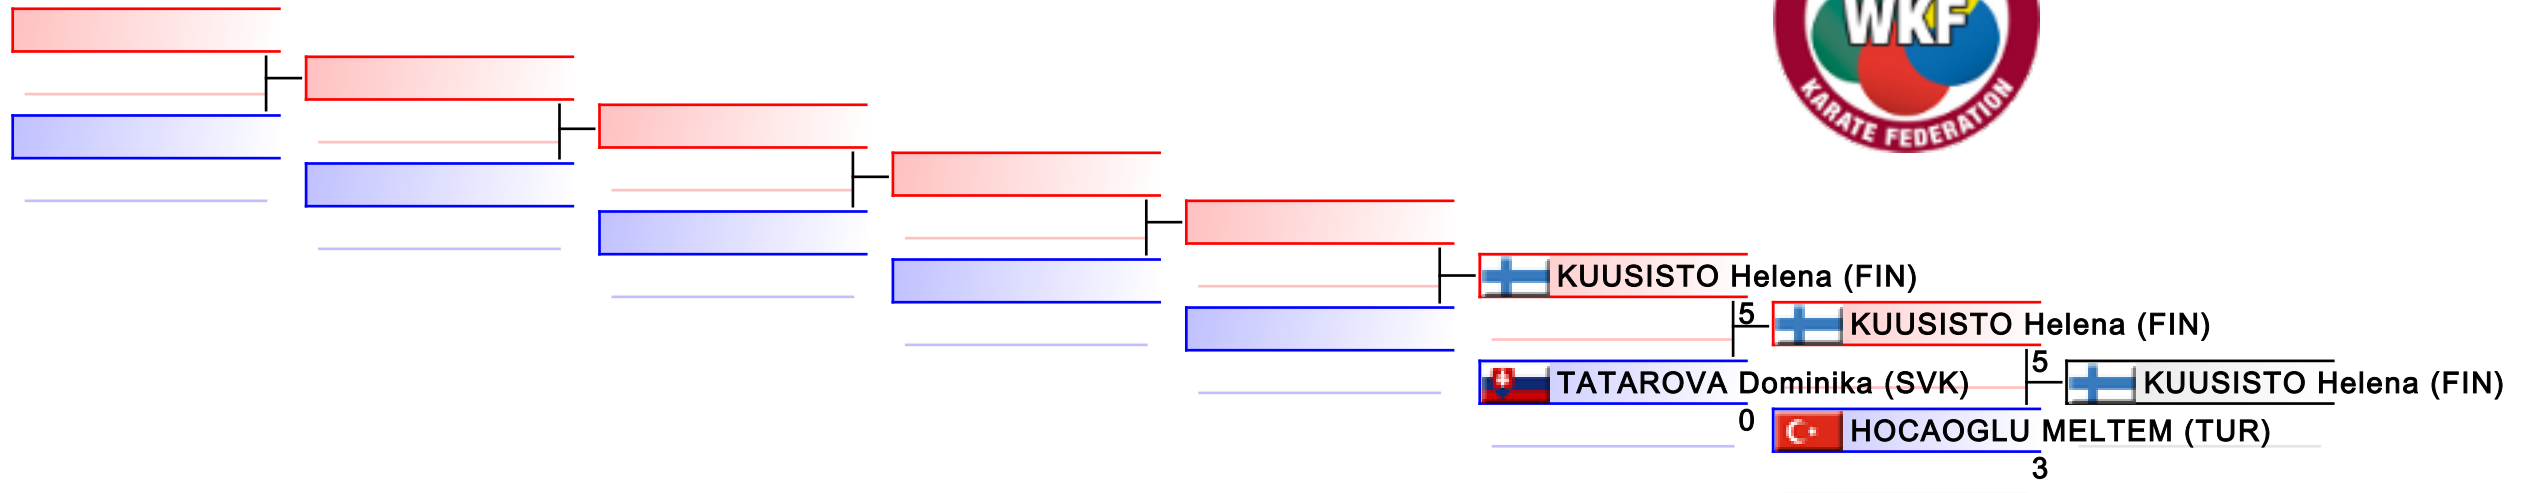 WKF
KARATE FEDERATION
KUUSISTO Helena (FIN)
5
KUUSISTO Helena (FIN)
5
TATAROVA Dominika (SVK)
KUUSISTO Helena (FIN)
0
HOCAOGLU MELTEM (TUR)
3